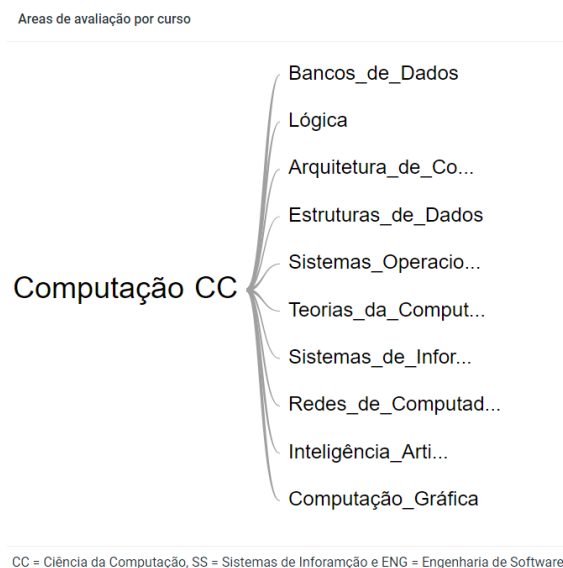 Areas de avaliação por curso
Bancos_de_Dados
Lógica
Arquitetura_de_Co...
Estruturas_de_Dados
Sistemas_Operacio...
Computação CC
Teorias_da_Comput...
Sistemas_de_Infor...
Redes_de_Computad...
Inteligência_Arti...
Computação_Gráfica
CC = Ciência da Computação, SS = Sistemas de Inforamção e ENG = Engenharia de Software